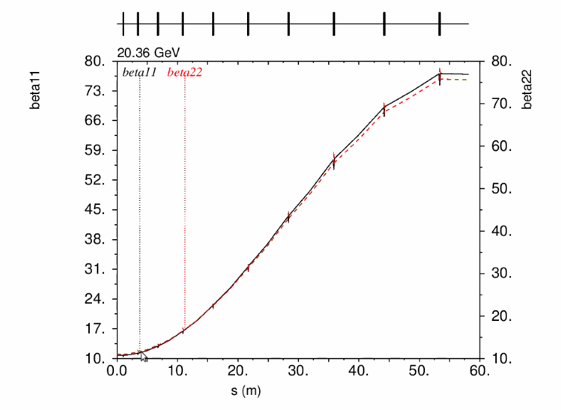 20.36 GeV
beta11 beta22
80. 80.
73.
70.
66.
60.
59.
52.
50.
45.
40.
38.
31.
30.
24.
20.
17.
10. 10.
0.0 10. 20. 30. 40. 50. 60.
s (m)
beta11
beta22